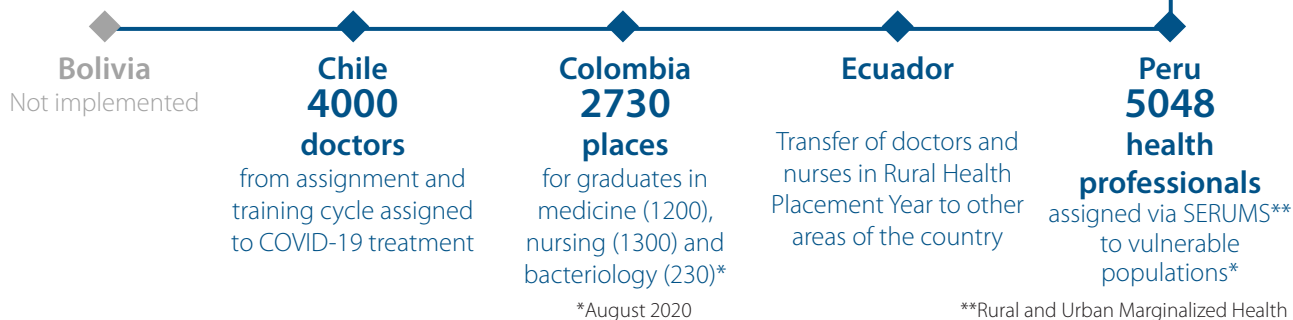 Bolivia
Not implemented
Chile
4000
doctors
from assignment and
training cycle assigned
to COVID-19 treatment
Colombia
2730
places
for graduates in
medicine (1200),
nursing (1300) and
bacteriology (230)*
*August 2020
Ecuador
Transfer of doctors and
nurses in Rural Health
Placement Year to other
areas of the country
Peru
5048
health
professionals
assigned via SERUMS**
to vulnerable
populations*
**Rural and Urban Marginalized Health